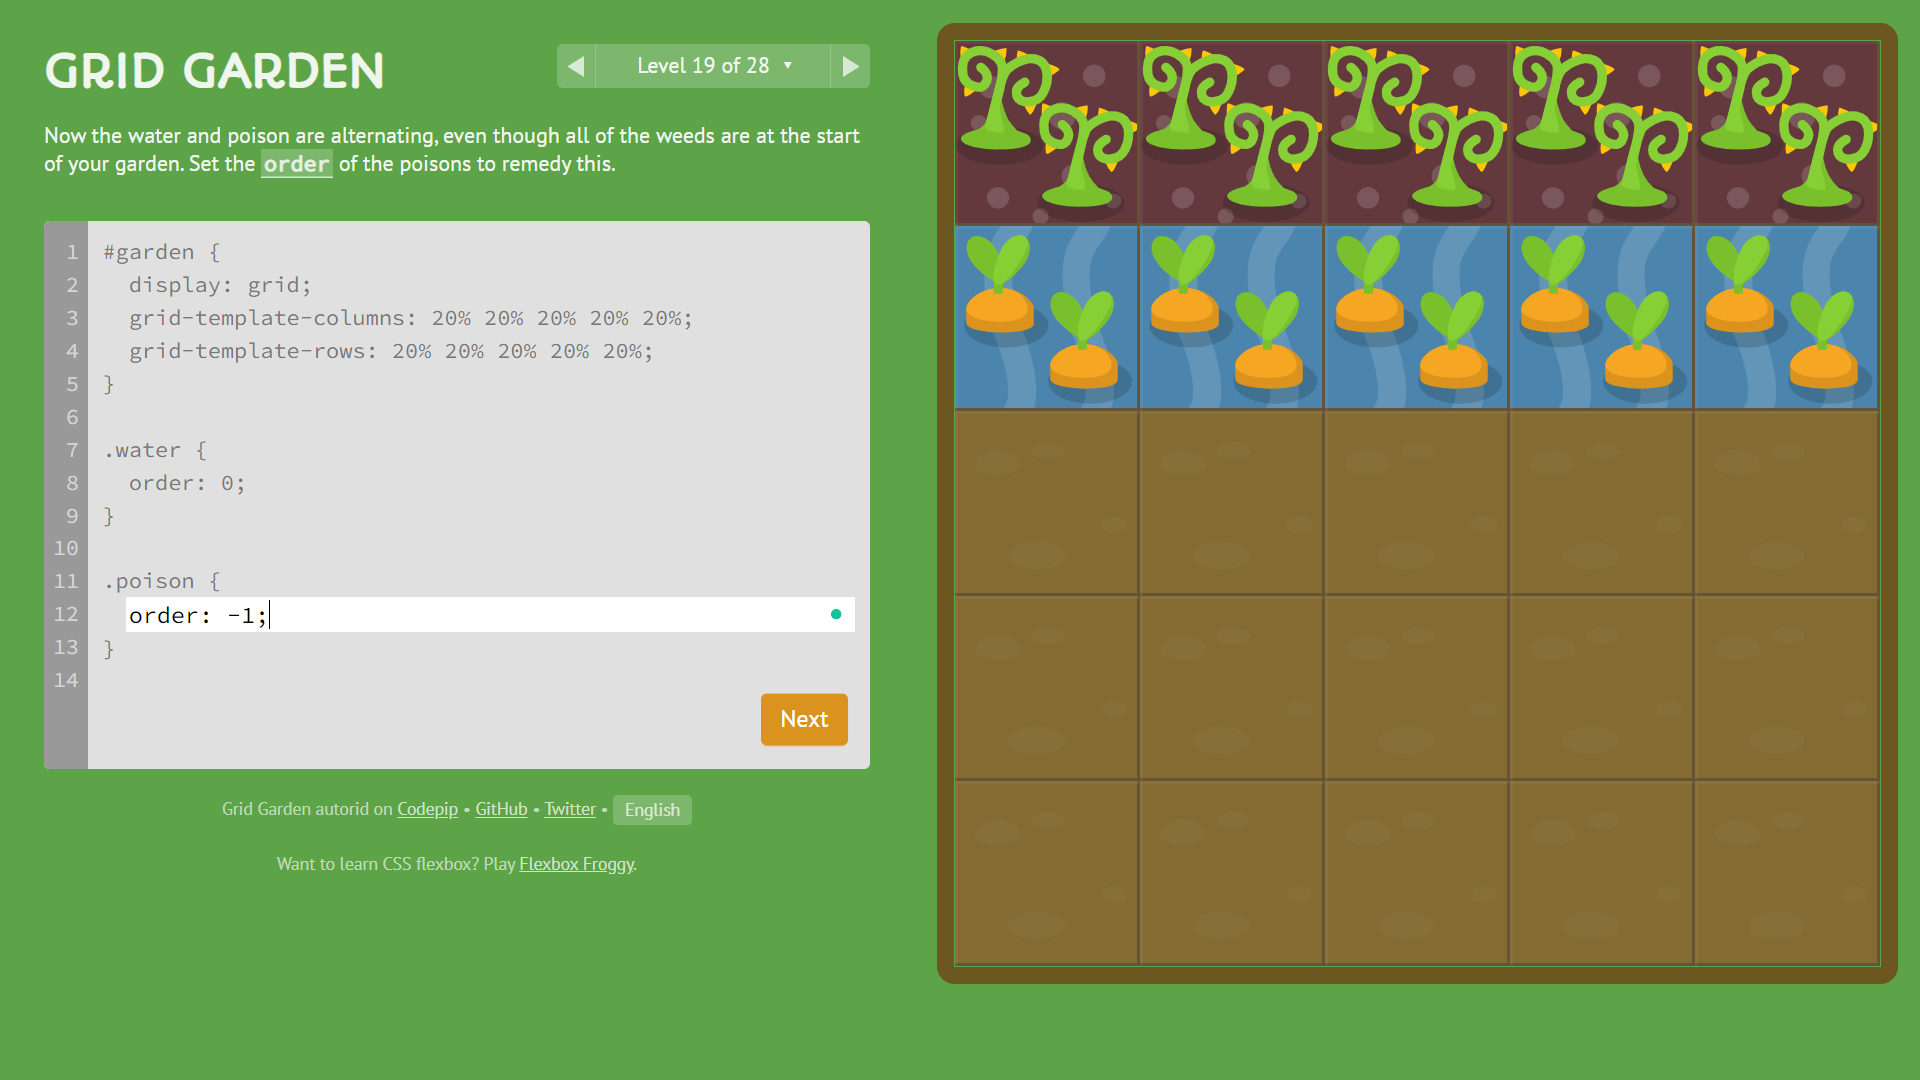 GRID GARDEN
Level 19 of 28
Now the water and poison are alternating, even though all of the weeds are at the start
of your garden. Set the order of the poisons to remedy this.
1 #garden {
2 display: grid;
3 grid-template-columns: 20% 20% 20% 20% 20%;
4 grid-template-rows: 20% 20% 20% 20% 20%;
5 }
6
7 .water {
8 order: 0;
9 }
10
11 .poison {
12 order: -1;
13 }
14
Next
Grid Garden autorid on Codepip • GitHub • Twitter • English
Want to learn CSS flexbox? Play Flexbox Froggy.